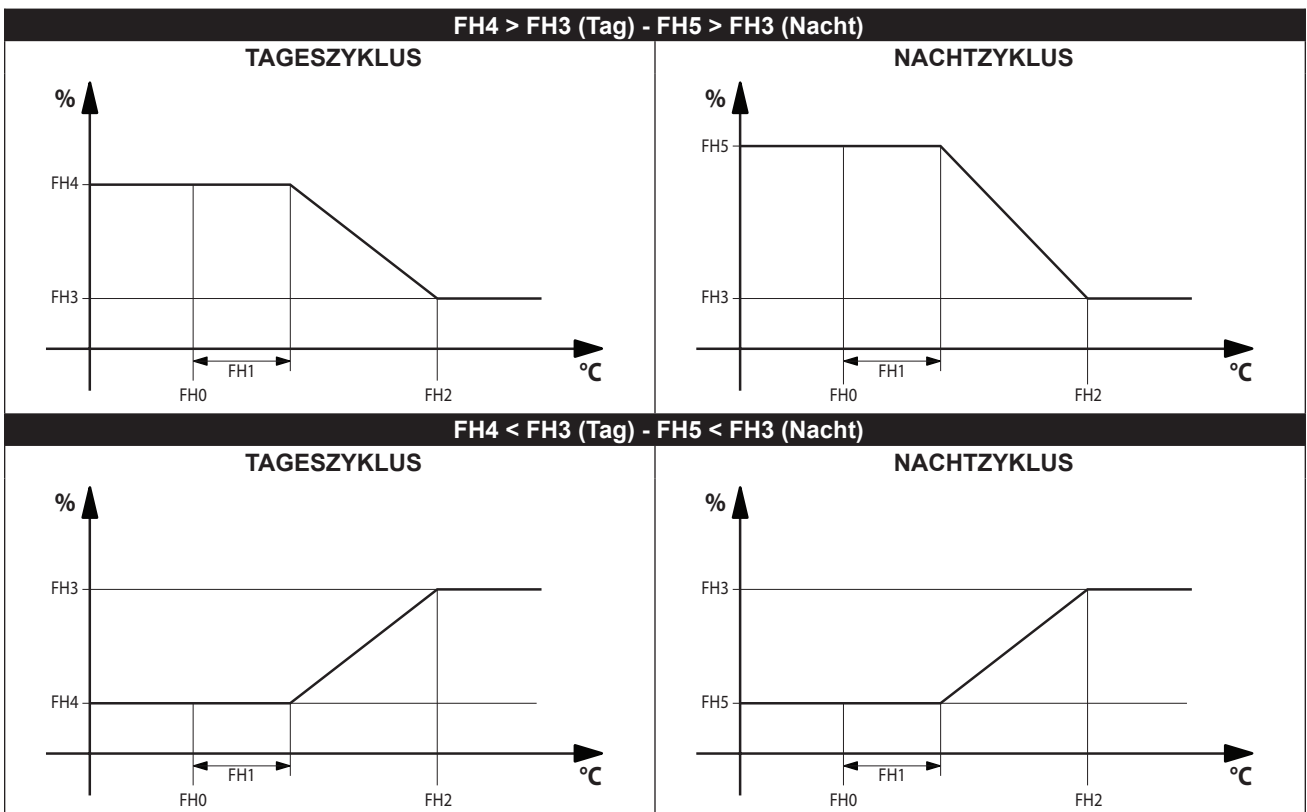 FH4 > FH3 (Tag) - FH5 > FH3 (Nacht)
TAGESZYKLUS
%
FH4
FH3
FH1
°C
FH0
FH2
NACHTZYKLUS
%
FH5
FH3
FH1
°C
FH0
FH2
FH4 < FH3 (Tag) - FH5 < FH3 (Nacht)
TAGESZYKLUS
%
FH3
FH4
FH1
°C
FH0
FH2
NACHTZYKLUS
%
FH3
FH5
FH1
°C
FH0
FH2